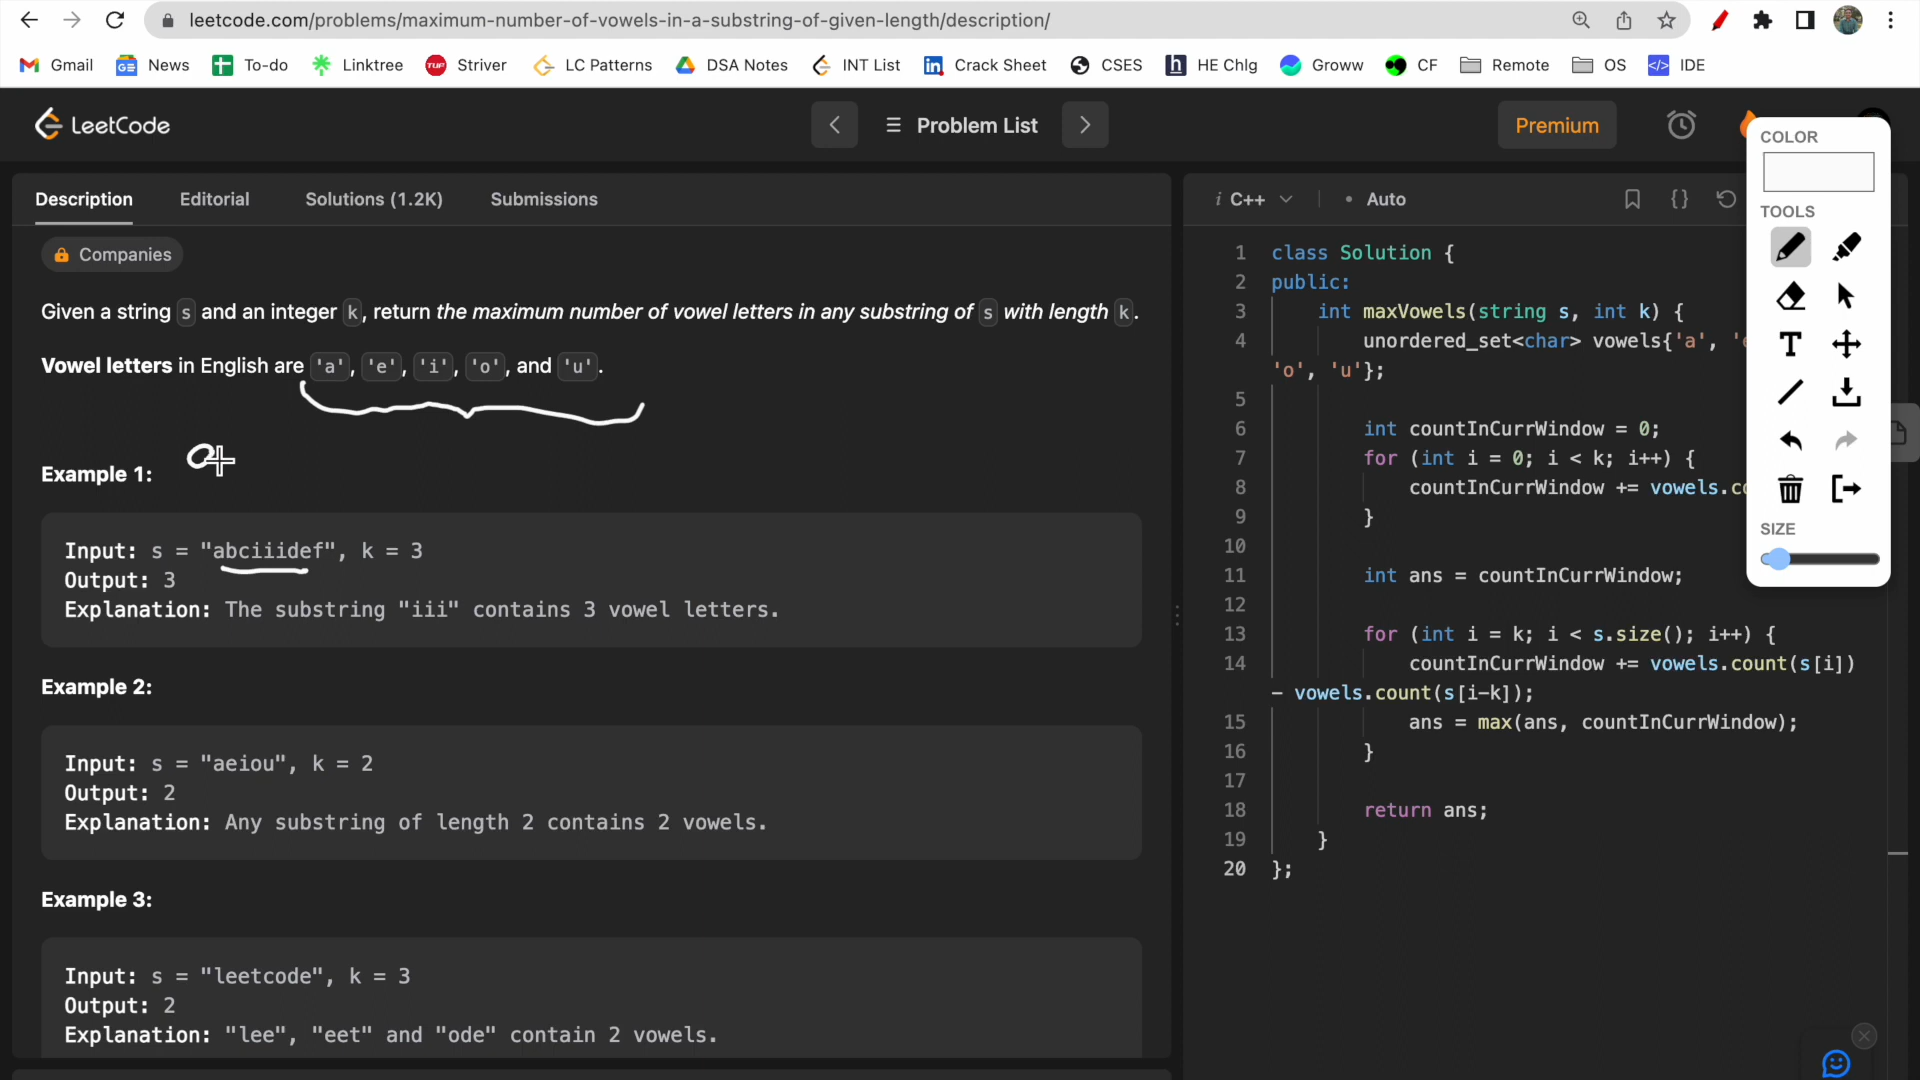 leetcode.com/problems/maximum-number-of-vowels-in-a-substring-of-given-length/description/
Gmail News To-do Linktree TUF Striver LC Patterns DSA Notes INT List Crack Sheet CSES h HE Chlg Groww CF Remote OS </> IDE
LeetCode Problem List Premium
Description Editorial Solutions (1.2K) Submissions
Companies
Given a string s and an integer k, return the maximum number of vowel letters in any substring of s with length k.
Vowel letters in English are 'a', 'e', 'i', 'o', and 'u'.
Example 1:
Input: s = "abciiidef", k = 3
Output: 3
Explanation: The substring "iii" contains 3 vowel letters.
Example 2:
Input: s = "aeiou", k = 2
Output: 2
Explanation: Any substring of length 2 contains 2 vowels.
Example 3:
Input: s = "leetcode", k = 3
Output: 2
Explanation: "lee", "eet" and "ode" contain 2 vowels.
i C++ • Auto {}
1 class Solution {
2 public:
3 int maxVowels(string s, int k) {
4 unordered_set<char> vowels{'a',
'o', 'u'};
5
6 int countInCurrWindow = 0;
7 for (int i = 0; i < k; i++) {
8 countInCurrWindow += vowels.
9 }
10
11 int ans = countInCurrWindow;
12
13 for (int i = k; i < s.size(); i++) {
14 countInCurrWindow += vowels.count(s[i])
- vowels.count(s[i-k]);
15 ans = max(ans, countInCurrWindow);
16 }
17
18 return ans;
19 }
20 };
COLOR
TOOLS
T
SIZE